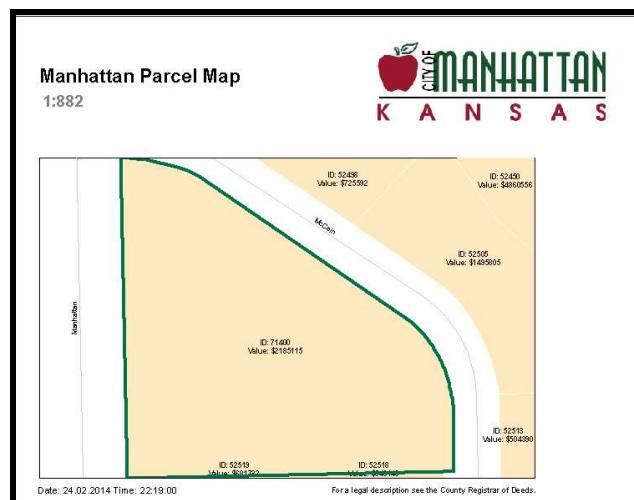 Manhattan Parcel Map
1:882
CITY OF
MANHATTAN
KANSAS
ID: 52498
Value: $725592
ID: 52450
Value: $4860556
McCain
ID: 52505
Value: $1495805
Manhattan
ID: 71400
Value: $2185115
ID: 52513
Value: $504390
ID: 52519
ID: 52518
Date: 24.02.2014 Time: 22:19:00
For a legal description see the County Registrar of Deeds.